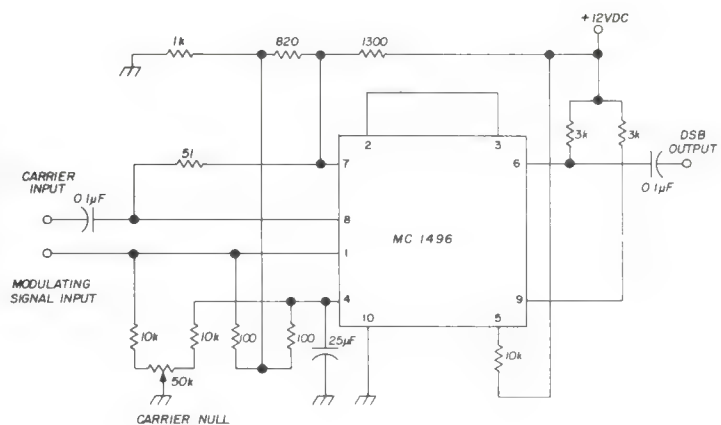 +12VDC
1k
820
1300
2
3
3k
3k
DSB
OUTPUT
51
7
6
CARRIER
INPUT
0.1µF
0.1µF
8
MC 1496
1
MODULATING
SIGNAL INPUT
4
9
10
5
10k
10k
100
100
25µF
10k
50k
CARRIER NULL